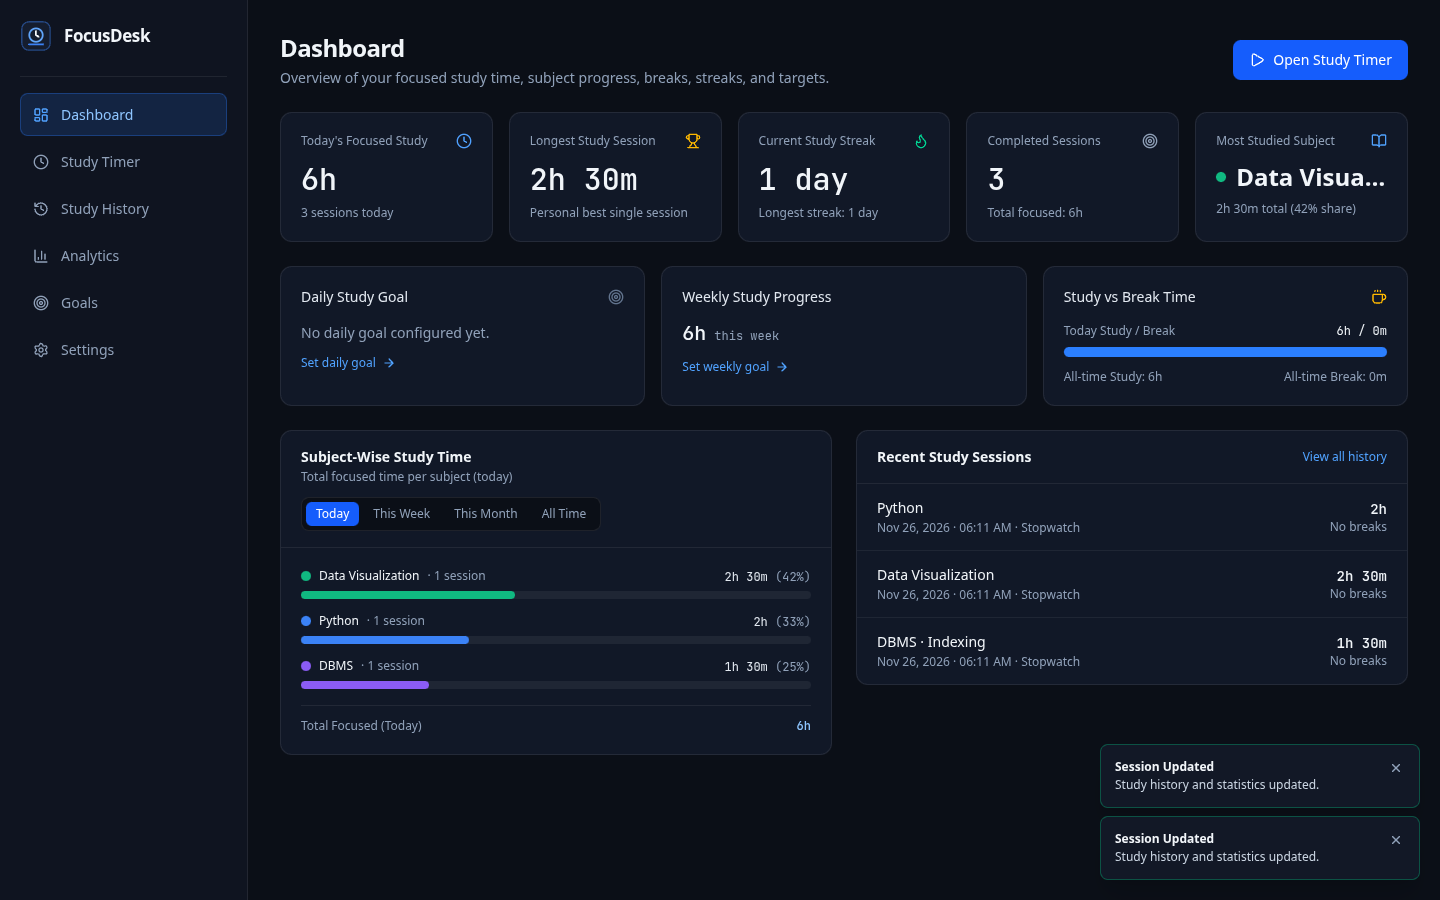 FocusDesk
Dashboard
Study Timer
Study History
Analytics
Goals
Settings
Dashboard
Overview of your focused study time, subject progress, breaks, streaks, and targets.
Open Study Timer
Today's Focused Study
6h
3 sessions today
Longest Study Session
2h 30m
Personal best single session
Current Study Streak
1 day
Longest streak: 1 day
Completed Sessions
3
Total focused: 6h
Most Studied Subject
Data Visua...
2h 30m total (42% share)
Daily Study Goal
No daily goal configured yet.
Set daily goal →
Weekly Study Progress
6h this week
Set weekly goal →
Study vs Break Time
Today Study / Break 6h / 0m
All-time Study: 6h All-time Break: 0m
Subject-Wise Study Time
Total focused time per subject (today)
Today This Week This Month All Time
Data Visualization · 1 session 2h 30m (42%)
Python · 1 session 2h (33%)
DBMS · 1 session 1h 30m (25%)
Total Focused (Today) 6h
Recent Study Sessions View all history
Python 2h
Nov 26, 2026 · 06:11 AM · Stopwatch No breaks
Data Visualization 2h 30m
Nov 26, 2026 · 06:11 AM · Stopwatch No breaks
DBMS · Indexing 1h 30m
Nov 26, 2026 · 06:11 AM · Stopwatch No breaks
Session Updated
Study history and statistics updated.
Session Updated
Study history and statistics updated.